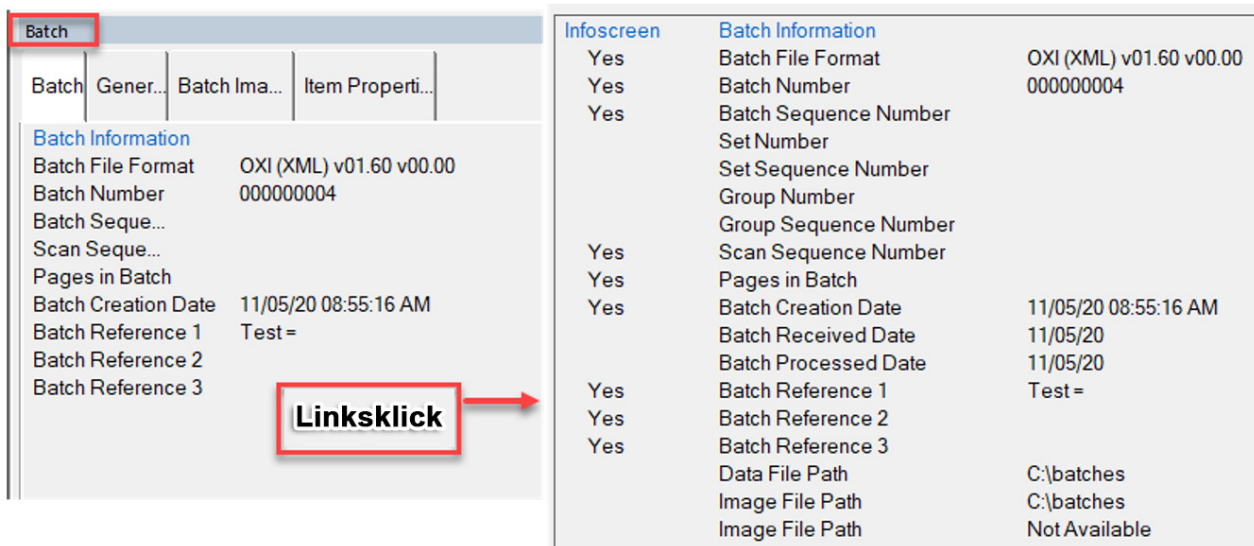 Batch
Batch Gener... Batch Ima... Item Properti...
Batch Information
Batch File Format OXI (XML) v01.60 v00.00
Batch Number 000000004
Batch Seque...
Scan Seque...
Pages in Batch
Batch Creation Date 11/05/20 08:55:16 AM
Batch Reference 1 Test =
Batch Reference 2
Batch Reference 3
Linksklick
Infoscreen Batch Information
Yes Batch File Format OXI (XML) v01.60 v00.00
Yes Batch Number 000000004
Yes Batch Sequence Number
Set Number
Set Sequence Number
Group Number
Group Sequence Number
Yes Scan Sequence Number
Yes Pages in Batch
Yes Batch Creation Date 11/05/20 08:55:16 AM
Batch Received Date 11/05/20
Batch Processed Date 11/05/20
Yes Batch Reference 1 Test =
Yes Batch Reference 2
Yes Batch Reference 3
Data File Path C:\batches
Image File Path C:\batches
Image File Path Not Available